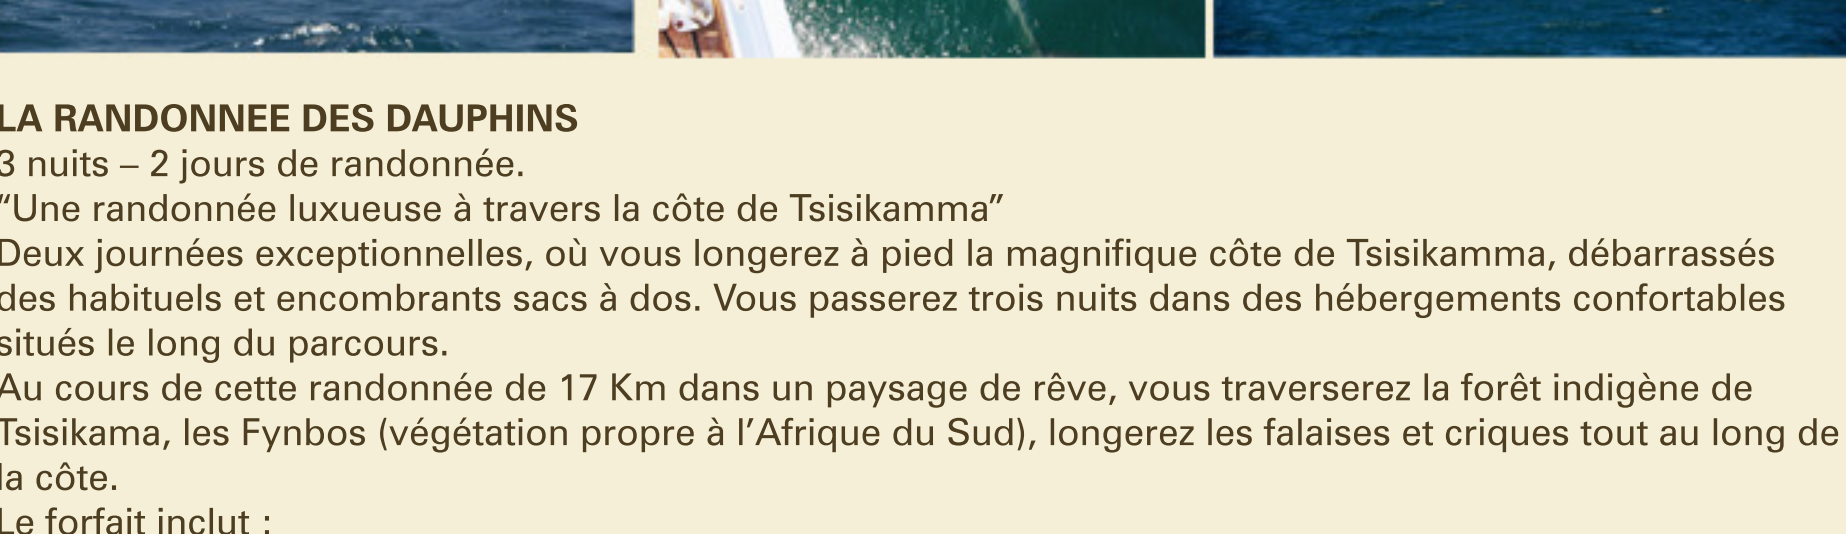 LA RANDONNEE DES DAUPHINS
3 nuits – 2 jours de randonnée.
“Une randonnée luxueuse à travers la côte de Tsisikamma”
Deux journées exceptionnelles, où vous longerez à pied la magnifique côte de Tsisikamma, débarrassés
des habituels et encombrants sacs à dos. Vous passerez trois nuits dans des hébergements confortables
situés le long du parcours.
Au cours de cette randonnée de 17 Km dans un paysage de rêve, vous traverserez la forêt indigène de
Tsisikama, les Fynbos (végétation propre à l’Afrique du Sud), longerez les falaises et criques tout au long de
la côte.
Le forfait inclut :